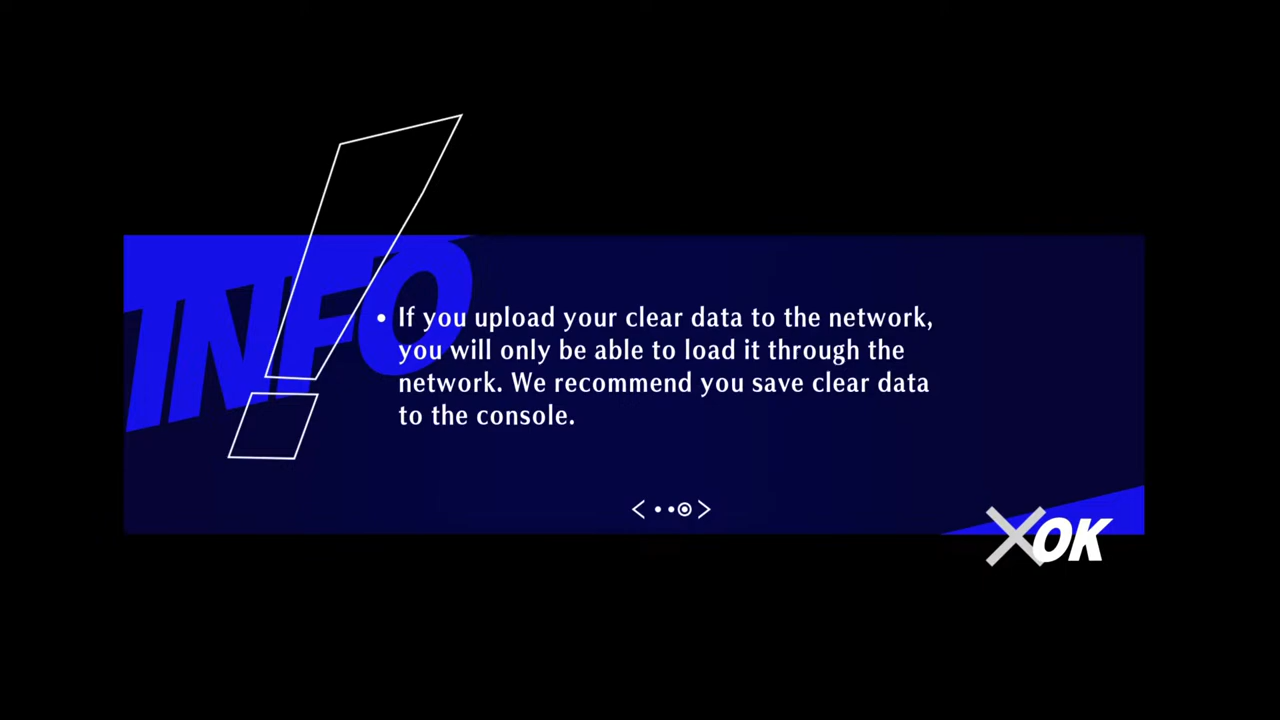 INFO
• If you upload your clear data to the network,
you will only be able to load it through the
network. We recommend you save clear data
to the console.
OK